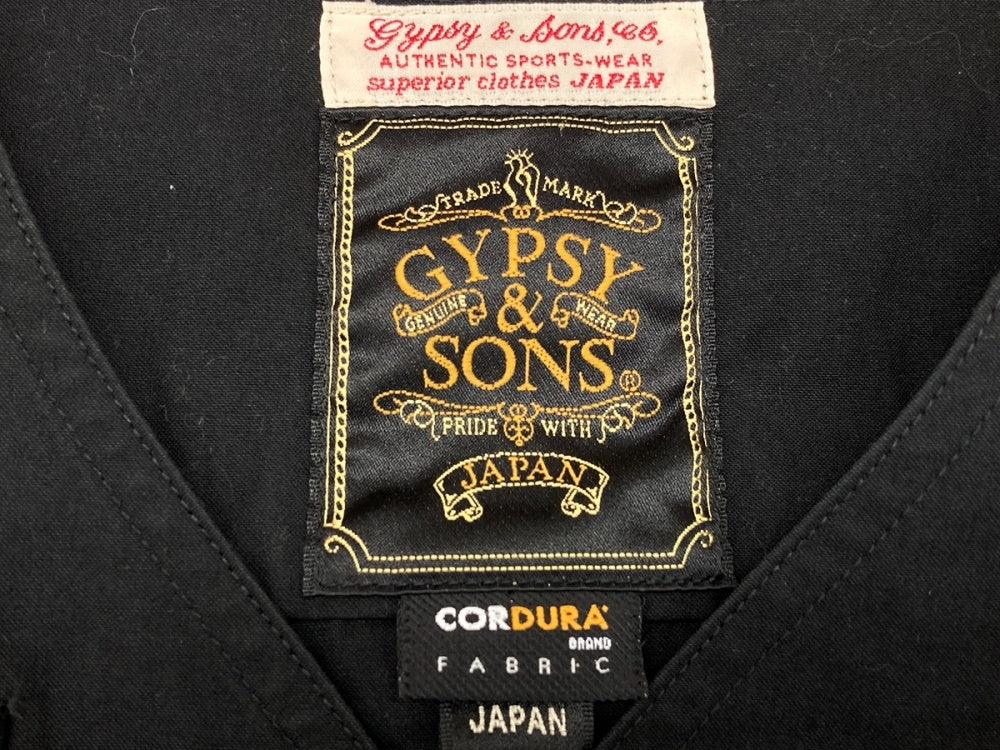 Gypsy & Sons, Co.
AUTHENTIC SPORTS-WEAR
superior clothes JAPAN
TRADE MARK
GYPSY
GENUINE & WEAR
SONS®
PRIDE WITH
JAPAN
CORDURA
BRAND
FABRIC
JAPAN